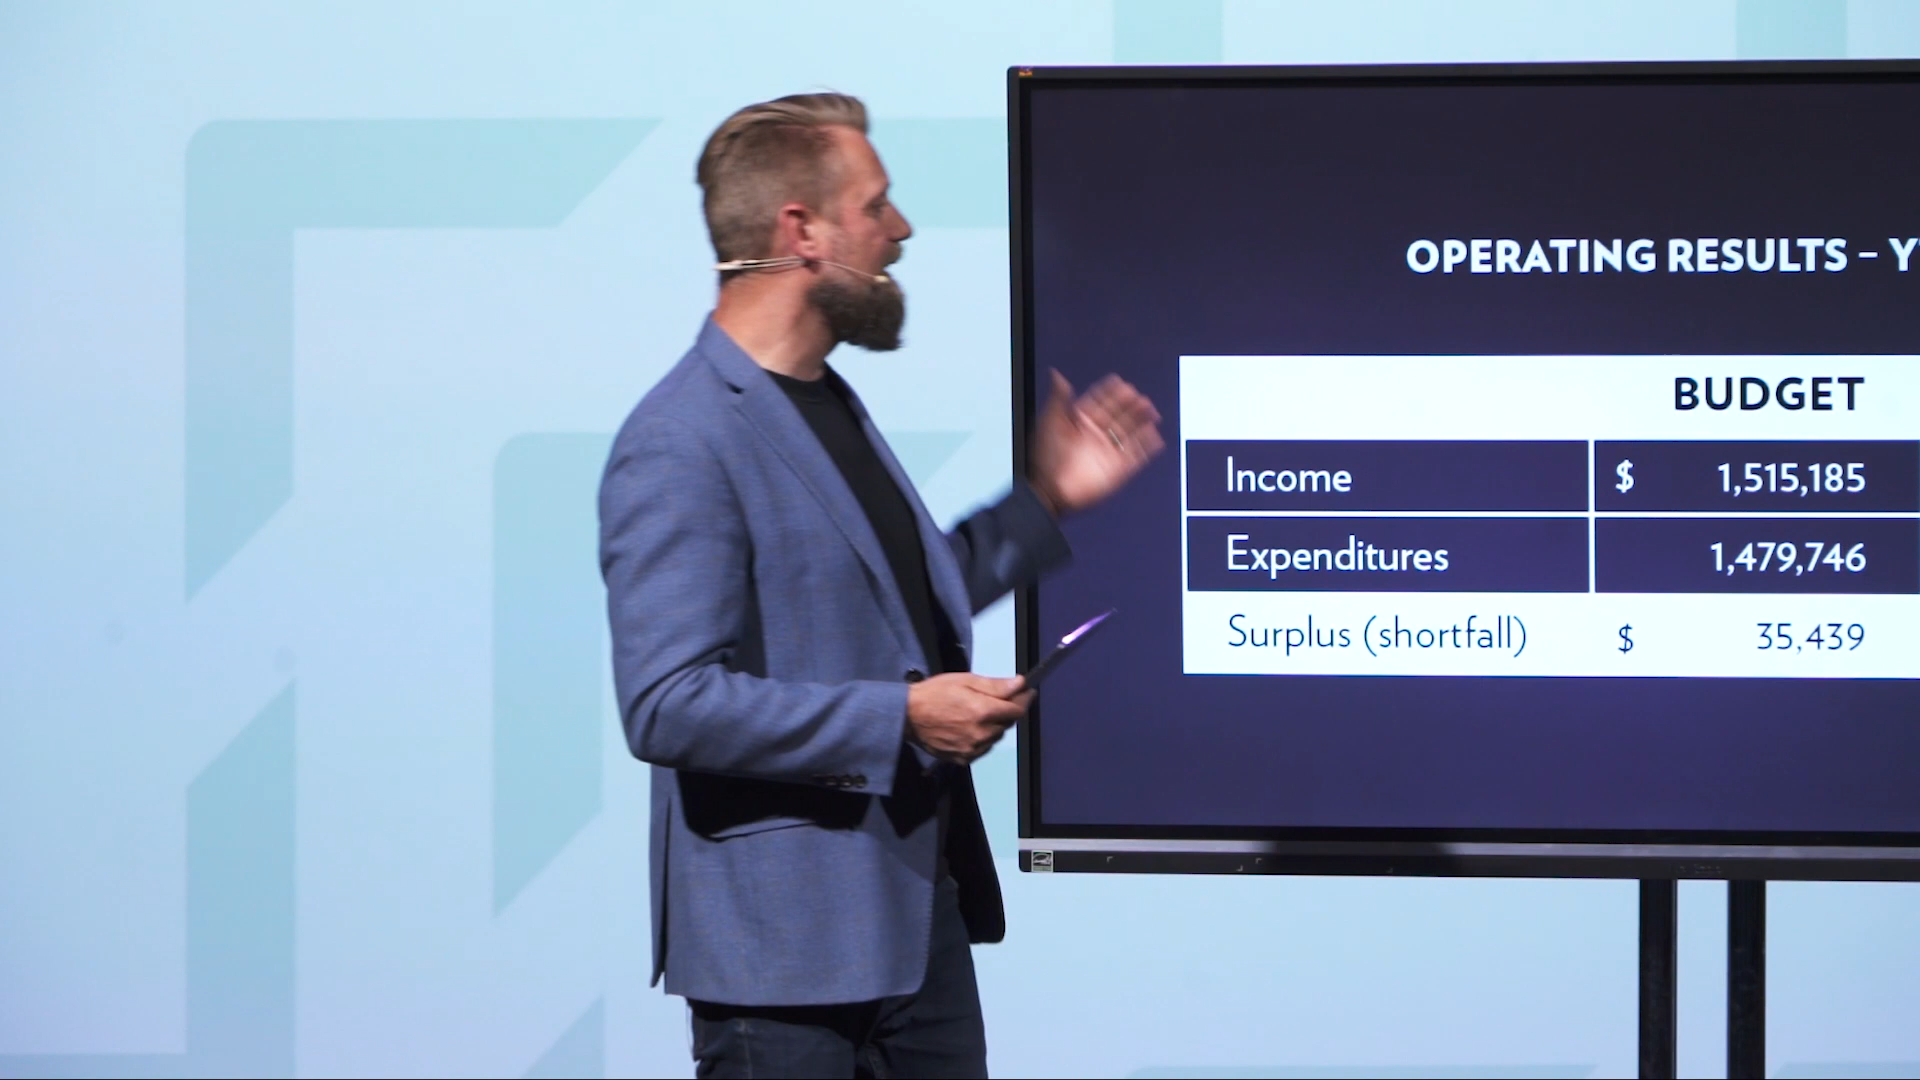 OPERATING RESULTS – Y
BUDGET
Income $ 1,515,185
Expenditures 1,479,746
Surplus (shortfall) $ 35,439